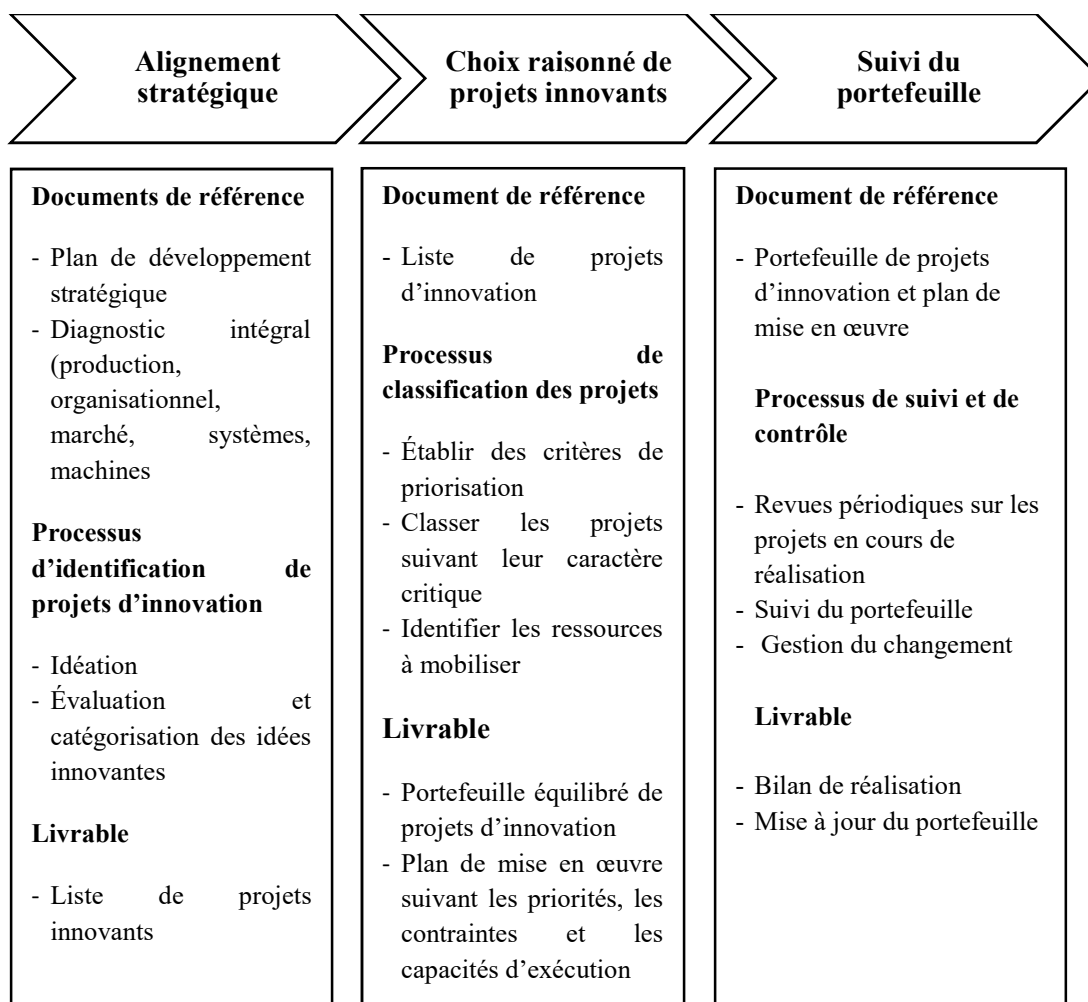 Alignement
stratégique
Choix raisonné de
projets innovants
Suivi du
portefeuille
Documents de référence
- Plan de développement
stratégique
- Diagnostic intégral
(production,
organisationnel,
marché, systèmes,
machines
Processus
d’identification de
projets d’innovation
- Idéation
- Évaluation et
catégorisation des idées
innovantes
Livrable
- Liste de projets
innovants
Document de référence
- Liste de projets
d’innovation
Processus de
classification des projets
- Établir des critères de
priorisation
- Classer les projets
suivant leur caractère
critique
- Identifier les ressources
à mobiliser
Livrable
- Portefeuille équilibré de
projets d’innovation
- Plan de mise en œuvre
suivant les priorités, les
contraintes et les
capacités d’exécution
Document de référence
- Portefeuille de projets
d’innovation et plan de
mise en œuvre
Processus de suivi et de
contrôle
- Revues périodiques sur les
projets en cours de
réalisation
- Suivi du portefeuille
- Gestion du changement
Livrable
- Bilan de réalisation
- Mise à jour du portefeuille